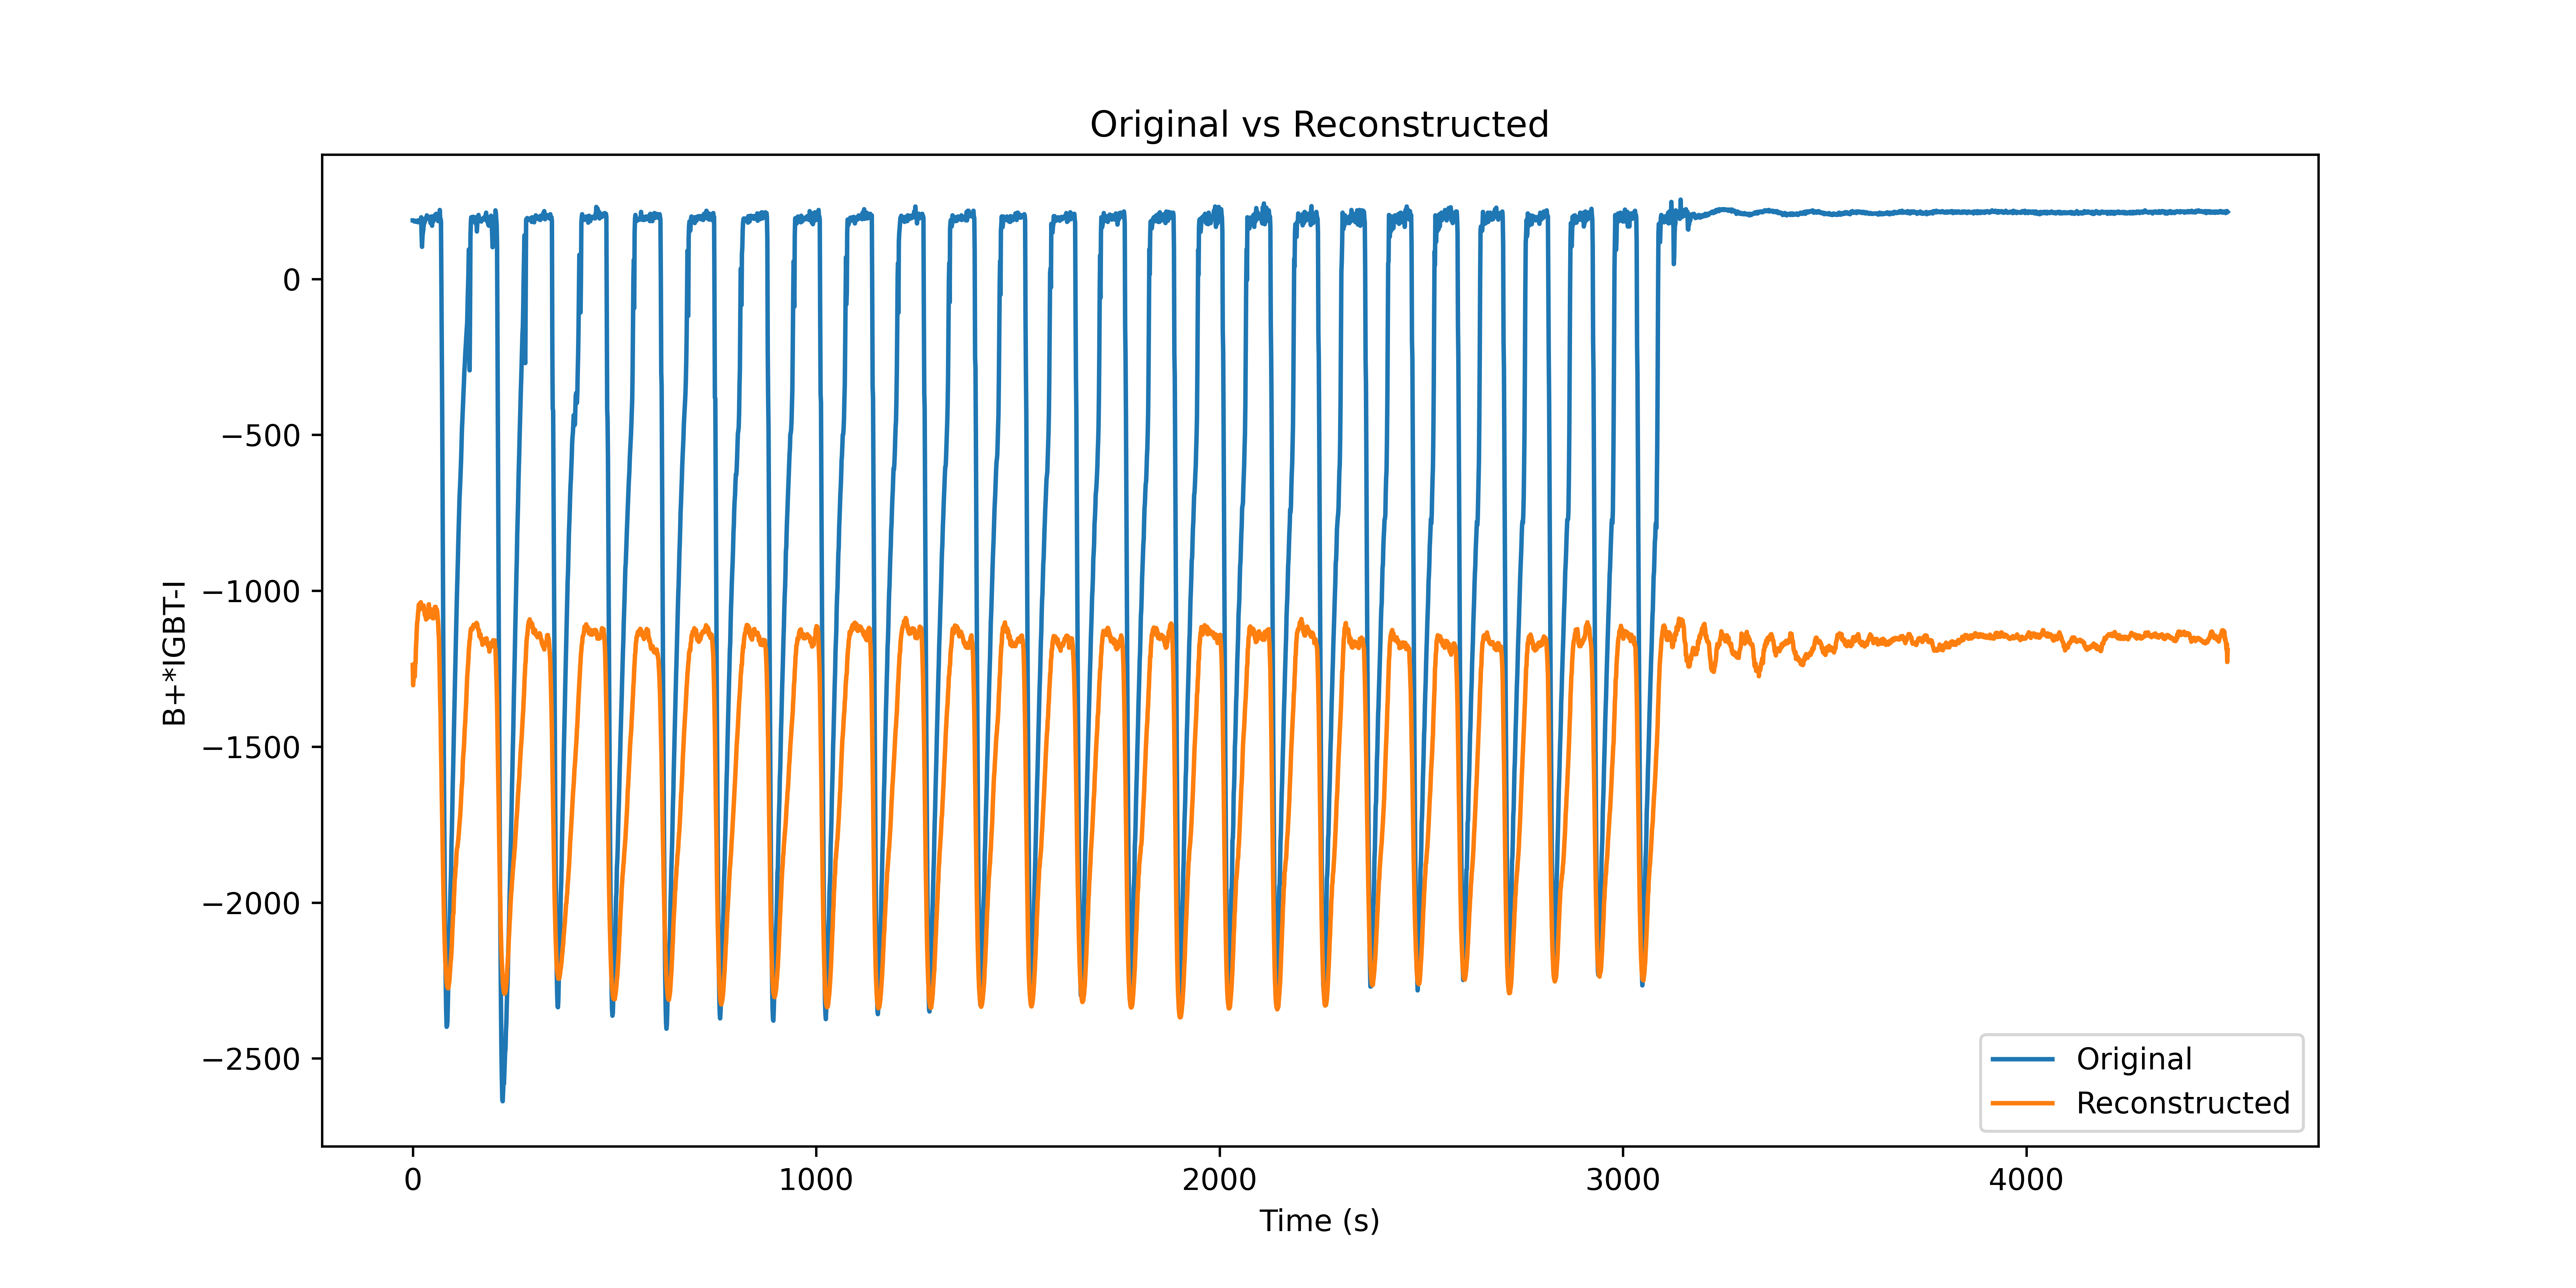 Original vs Reconstructed
B+*IGBT-I
0
−500
−1000
−1500
−2000
−2500
0 1000 2000 3000 4000
Time (s)
Original
Reconstructed